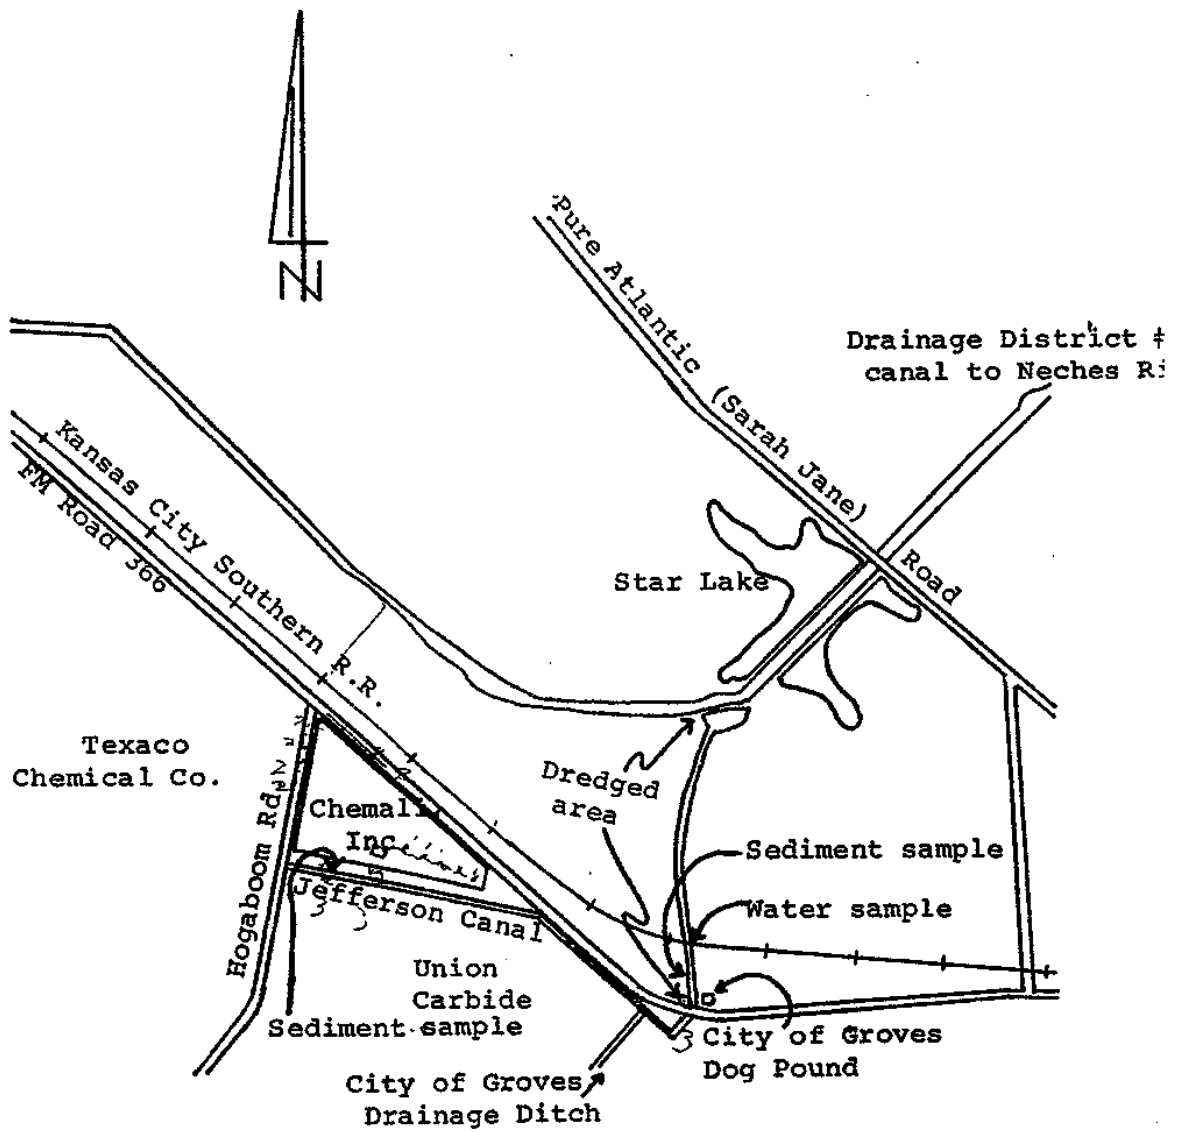 N
Pure Atlantic (Sarah Jane) Road
Drainage District
canal to Neches
Kansas City Southern R.R.
FM Road 366
Star Lake
Texaco
Chemical Co.
Hogaboom Rd.
Inc
Jefferson Canal
Dredged
area
Sediment sample
Water sample
Union
Carbide
Sediment sample
City of Groves
Dog Pound
City of Groves
Drainage Ditch